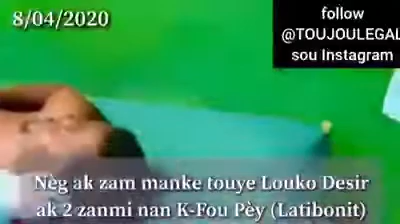 8/04/2020
follow
@TOUJOULEGAL
sou Instagram
Nèg ak zam manke touye Louko Desir
ak 2 zanmi nan K-Fou Pèy (Latibonit)